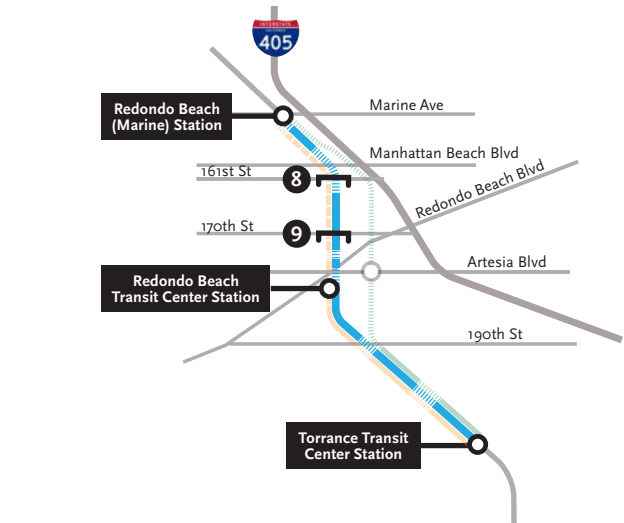 INTERSTATE
405
Marine Ave
Redondo Beach
(Marine) Station
Manhattan Beach Blvd
161st St
8
Redondo Beach Blvd
170th St
9
Artesia Blvd
Redondo Beach
Transit Center Station
190th St
Torrance Transit
Center Station